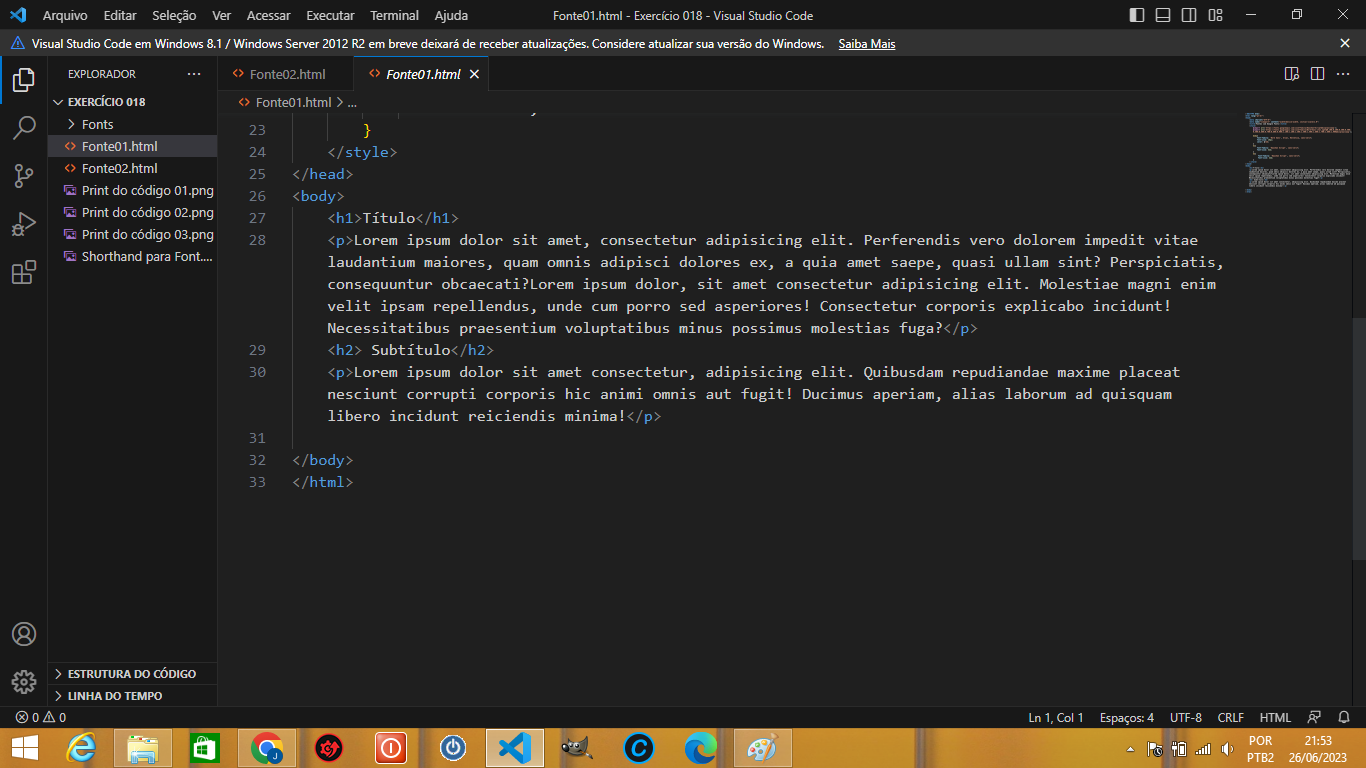 Arquivo Editar Seleção Ver Acessar Executar Terminal Ajuda Fonte01.html - Exercício 018 - Visual Studio Code
Visual Studio Code em Windows 8.1 / Windows Server 2012 R2 em breve deixará de receber atualizações. Considere atualizar sua versão do Windows. Saiba Mais
EXPLORADOR
Fonte02.html Fonte01.html
EXERCÍCIO 018
Fonts
Fonte01.html
Fonte02.html
Print do código 01.png
Print do código 02.png
Print do código 03.png
Shorthand para Font....
ESTRUTURA DO CÓDIGO
LINHA DO TEMPO
Fonte01.html > ...
23 }
24 </style>
25 </head>
26 <body>
27 <h1>Título</h1>
28 <p>Lorem ipsum dolor sit amet, consectetur adipisicing elit. Perferendis vero dolorem impedit vitae
laudantium maiores, quam omnis adipisci dolores ex, a quia amet saepe, quasi ullam sint? Perspiciatis,
consequuntur obcaecati?Lorem ipsum dolor, sit amet consectetur adipisicing elit. Molestiae magni enim
velit ipsam repellendus, unde cum porro sed asperiores! Consectetur corporis explicabo incidunt!
Necessitatibus praesentium voluptatibus minus possimus molestias fuga?</p>
29 <h2> Subtítulo</h2>
30 <p>Lorem ipsum dolor sit amet consectetur, adipisicing elit. Quibusdam repudiandae maxime placeat
nesciunt corrupti corporis hic animi omnis aut fugit! Ducimus aperiam, alias laborum ad quisquam
libero incidunt reiciendis minima!</p>
31
32 </body>
33 </html>
0 0 Ln 1, Col 1 Espaços: 4 UTF-8 CRLF HTML
POR 21:53
PTB2 26/06/2023